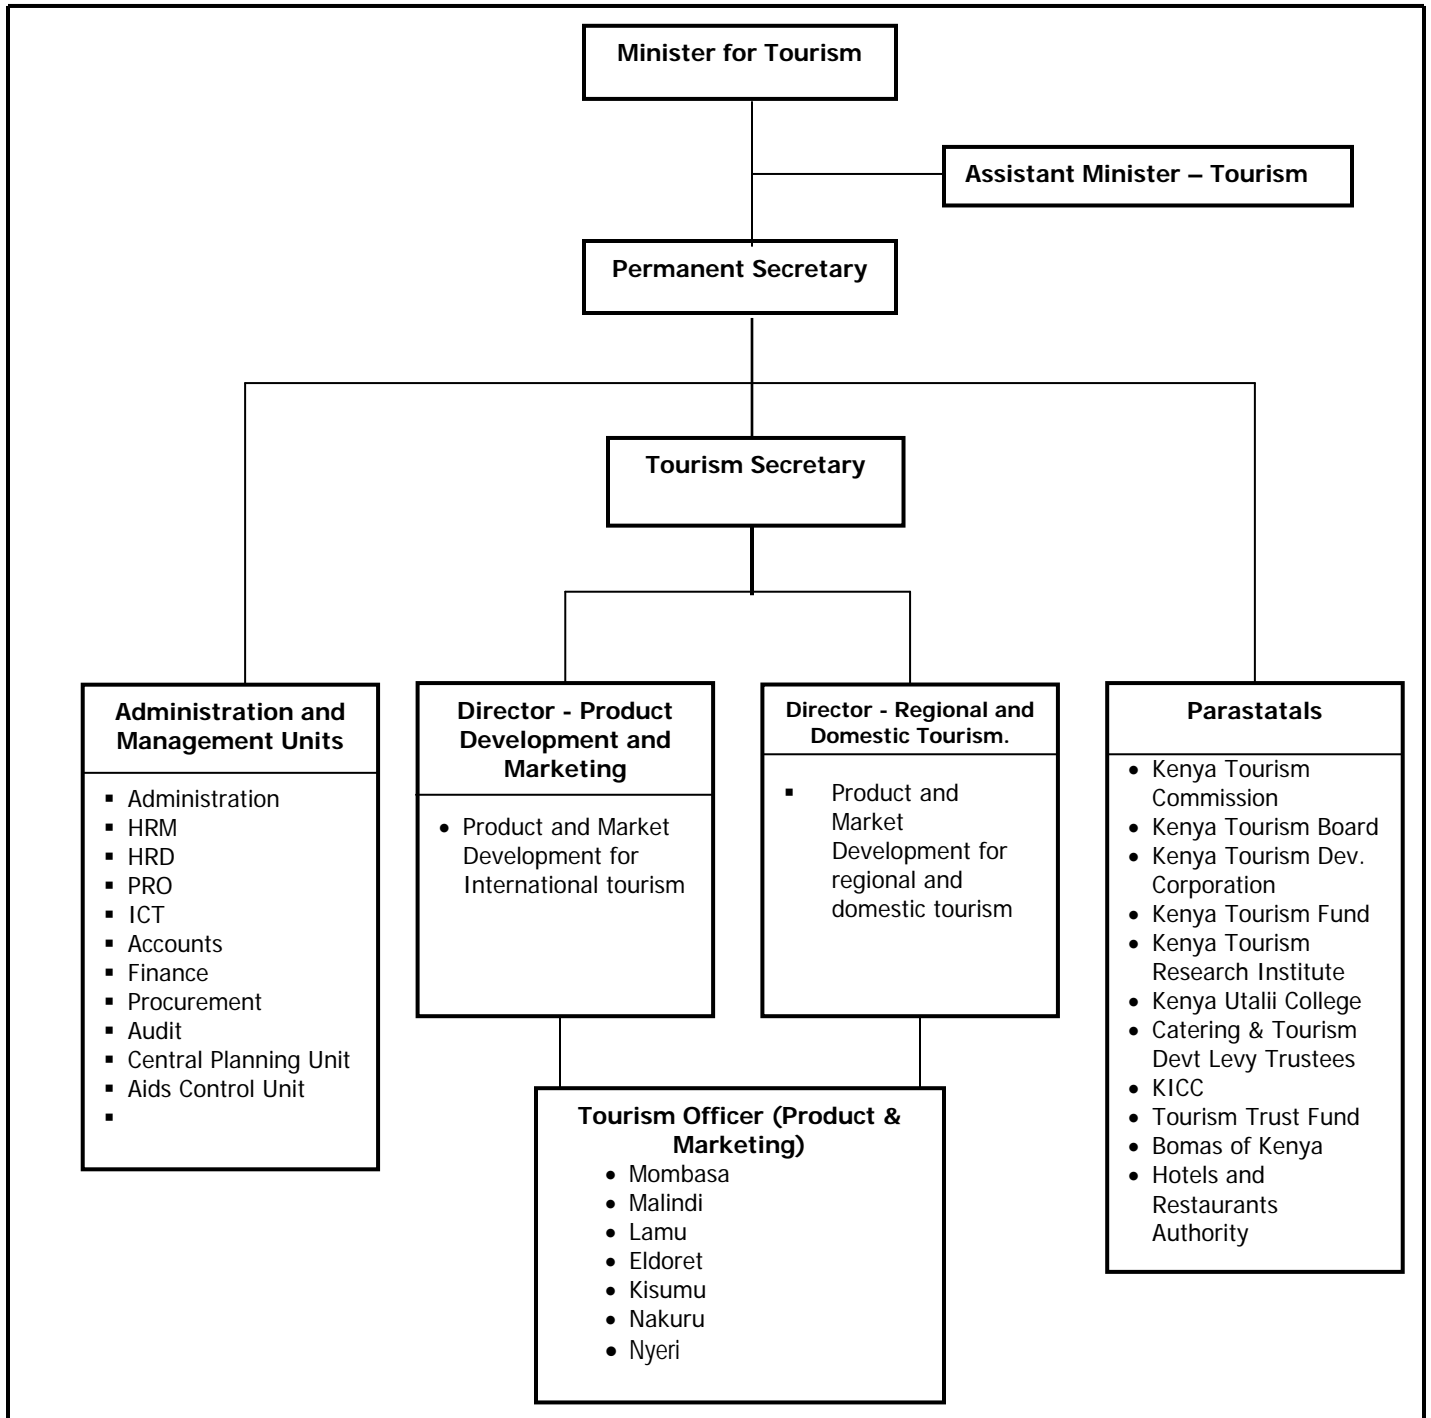 Minister for Tourism
Assistant Minister – Tourism
Permanent Secretary
Tourism Secretary
Administration and
Management Units
▪ Administration
▪ HRM
▪ HRD
▪ PRO
▪ ICT
▪ Accounts
▪ Finance
▪ Procurement
▪ Audit
▪ Central Planning Unit
▪ Aids Control Unit
▪
Director - Product
Development and
Marketing
• Product and Market
Development for
International tourism
Director - Regional and
Domestic Tourism.
▪ Product and
Market
Development for
regional and
domestic tourism
Parastatals
• Kenya Tourism
Commission
• Kenya Tourism Board
• Kenya Tourism Dev.
Corporation
• Kenya Tourism Fund
• Kenya Tourism
Research Institute
• Kenya Utalii College
• Catering & Tourism
Devt Levy Trustees
• KICC
• Tourism Trust Fund
• Bomas of Kenya
• Hotels and
Restaurants
Authority
Tourism Officer (Product &
Marketing)
• Mombasa
• Malindi
• Lamu
• Eldoret
• Kisumu
• Nakuru
• Nyeri